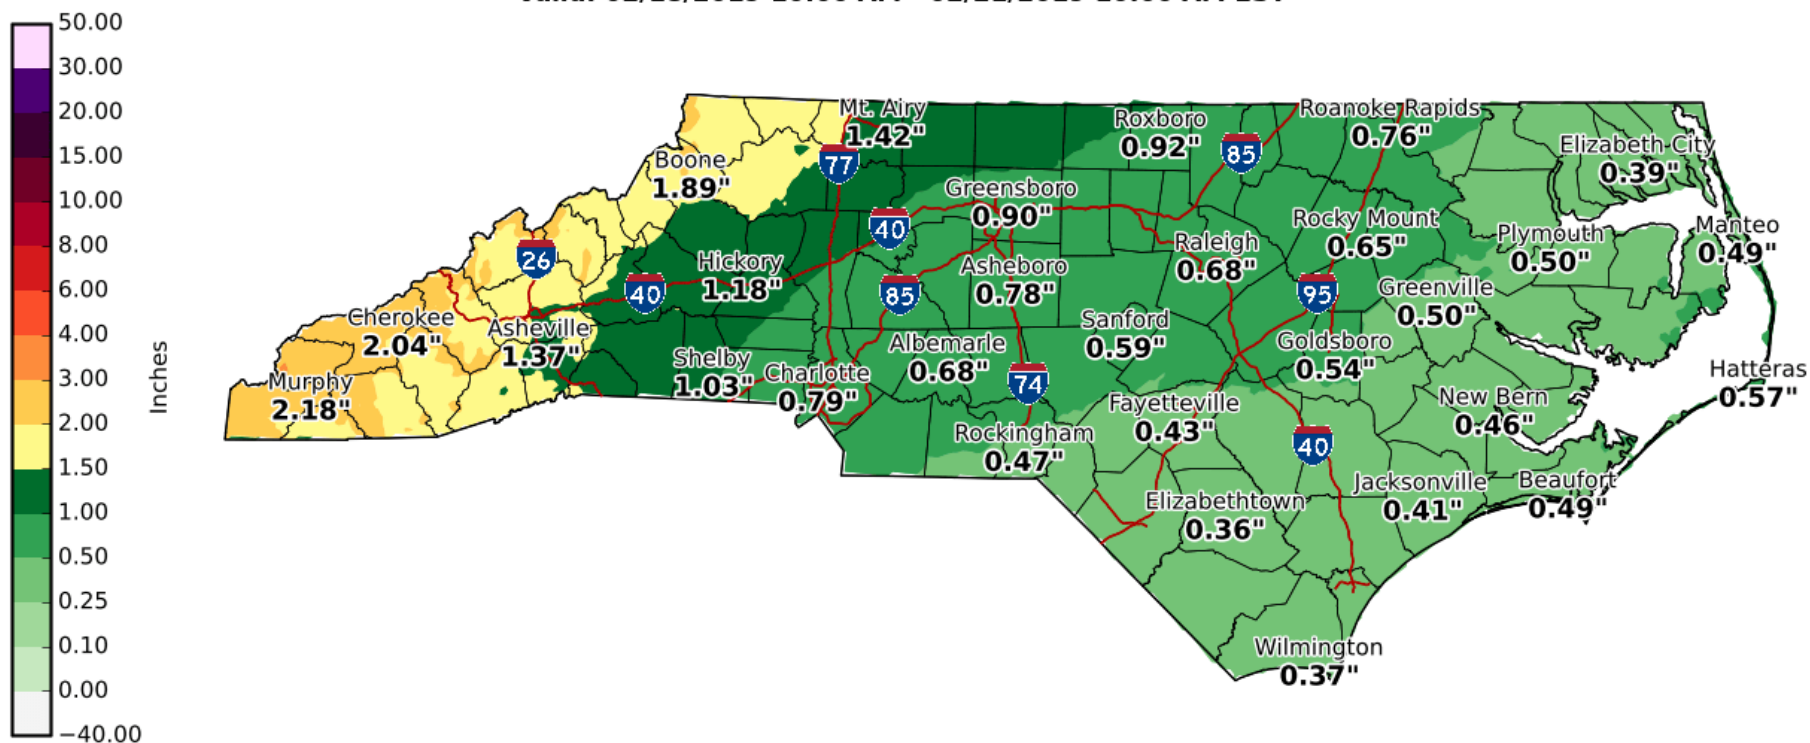 50.00
30.00
20.00
15.00
10.00
8.00
6.00
4.00
3.00
2.00
1.50
1.00
0.50
0.25
0.10
0.00
−40.00
Inches
Mt. Airy
1.42"
Roxboro
0.92"
Roanoke Rapids
0.76"
Elizabeth City
0.39"
Boone
1.89"
77
85
Greensboro
0.90"
40
Rocky Mount
0.65"
Plymouth
0.50"
Manteo
0.49"
26
Hickory
1.18"
40
Asheboro
0.78"
85
Raleigh
0.68"
95
Greenville
0.50"
Cherokee
2.04"
Asheville
1.37"
Shelby
1.03"
Charlotte
0.79"
Albemarle
0.68"
Sanford
0.59"
Goldsboro
0.54"
Murphy
2.18"
74
Hatteras
0.57"
Fayetteville
0.43"
New Bern
0.46"
Rockingham
0.47"
40
Elizabethtown
0.36"
Jacksonville
0.41"
Beaufort
0.49"
Wilmington
0.37"